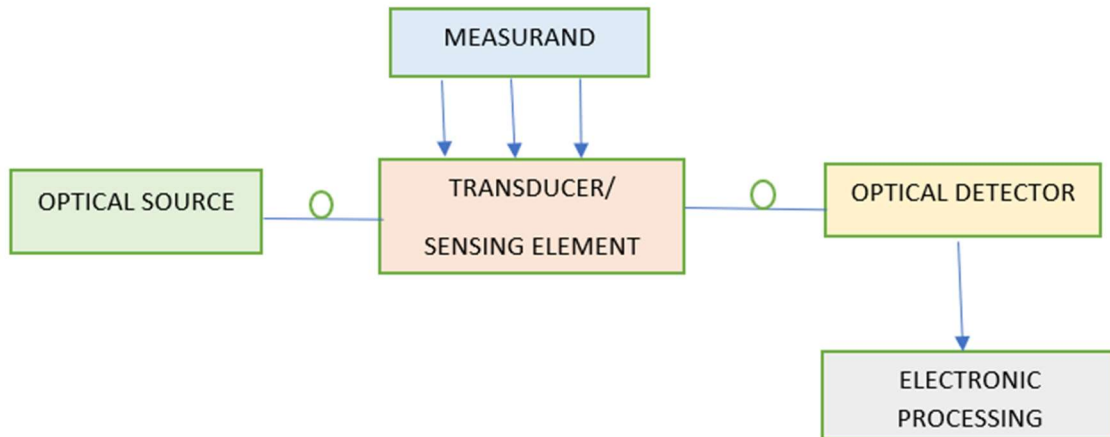 MEASURAND
OPTICAL SOURCE
TRANSDUCER/
SENSING ELEMENT
OPTICAL DETECTOR
ELECTRONIC
PROCESSING